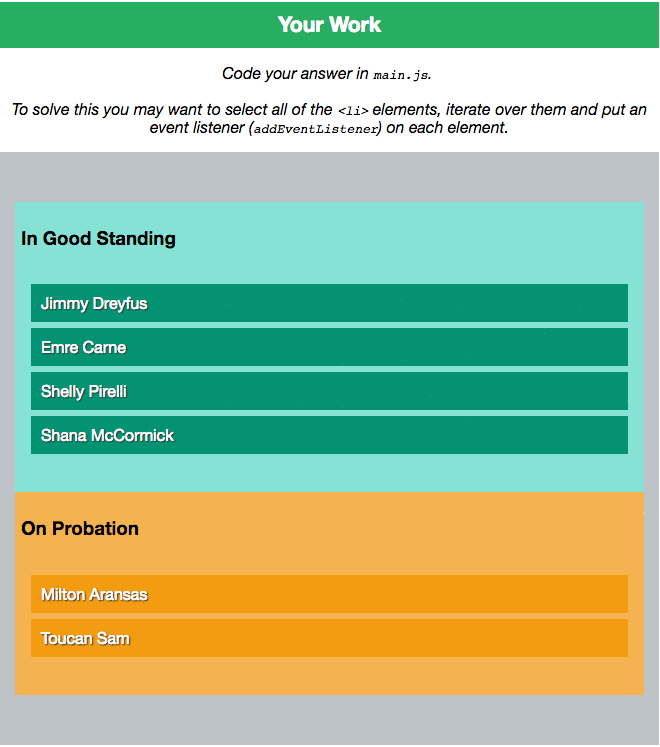 Your Work
Code your answer in main.js.
To solve this you may want to select all of the <li> elements, iterate over them and put an
event listener (addEventListener) on each element.
In Good Standing
Jimmy Dreyfus
Emre Carne
Shelly Pirelli
Shana McCormick
On Probation
Milton Aransas
Toucan Sam